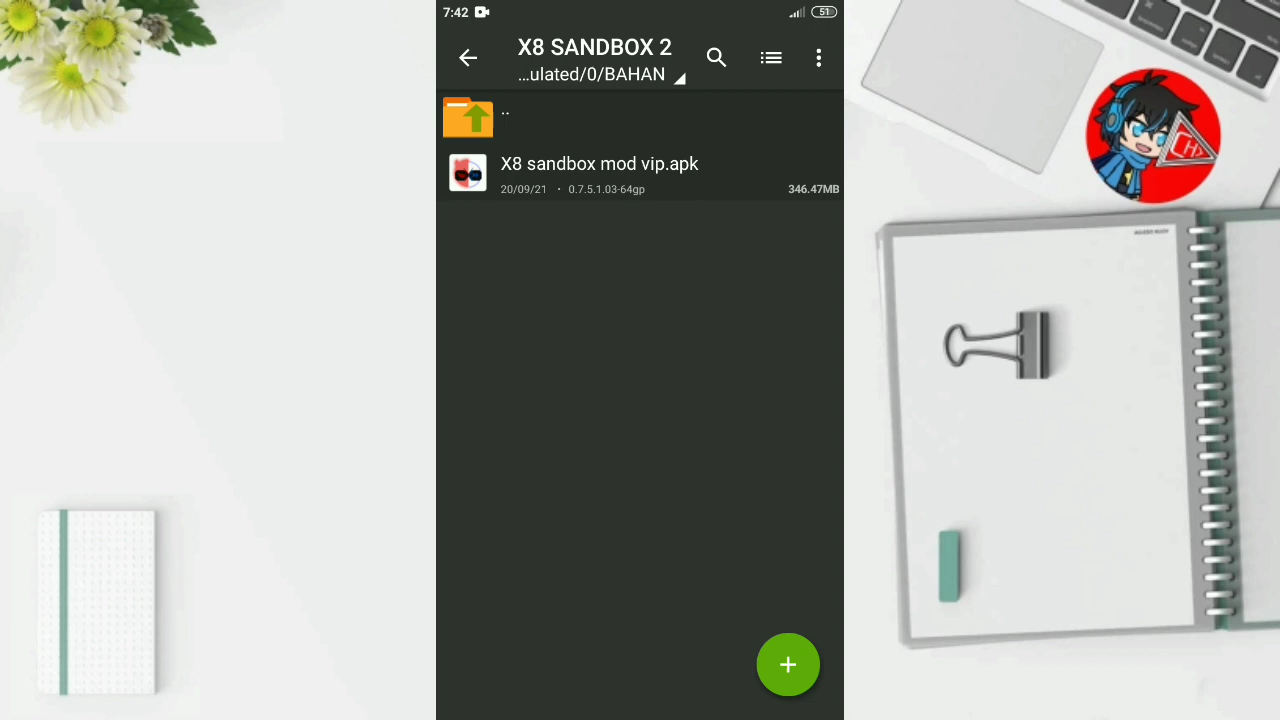 7:42
51
X8 SANDBOX 2
...ulated/0/BAHAN
..
X8 sandbox mod vip.apk
20/09/21 · 0.7.5.1.03-64gp
346.47MB